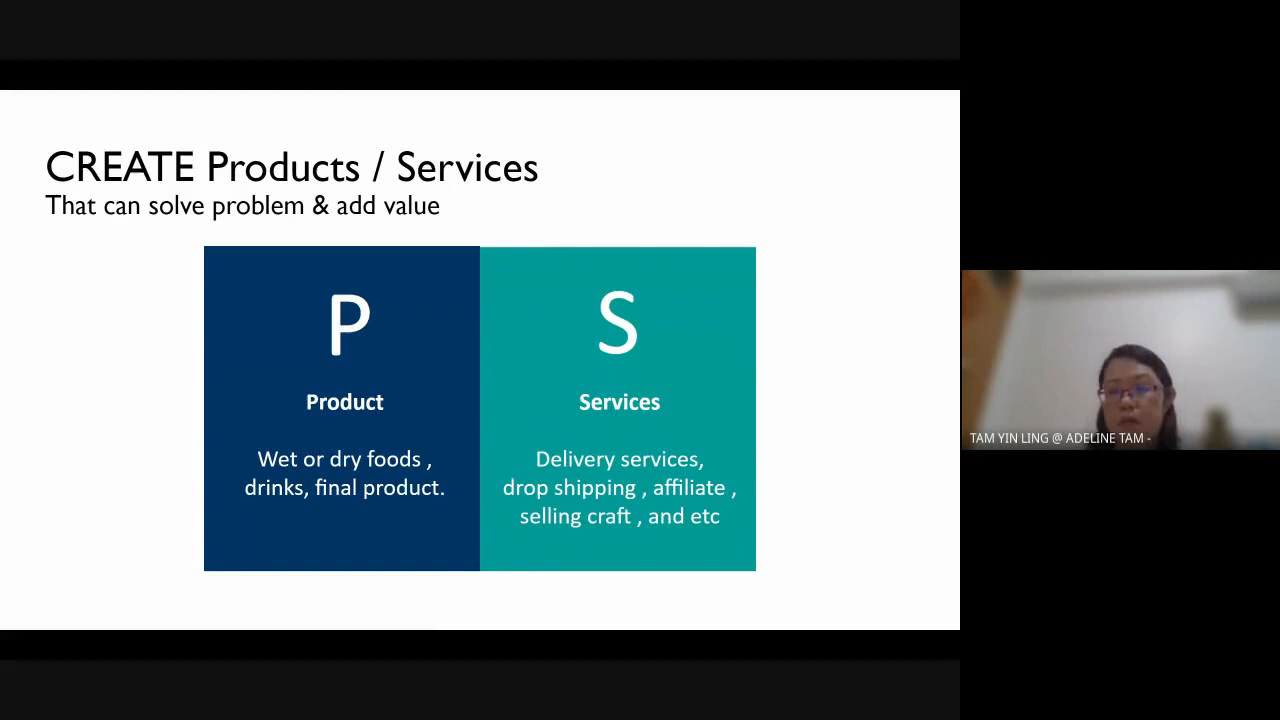 CREATE Products / Services
That can solve problem & add value
P
Product
Wet or dry foods ,
drinks, final product.
S
Services
Delivery services,
drop shipping , affiliate ,
selling craft , and etc
TAM YIN LING @ ADELINE TAM -